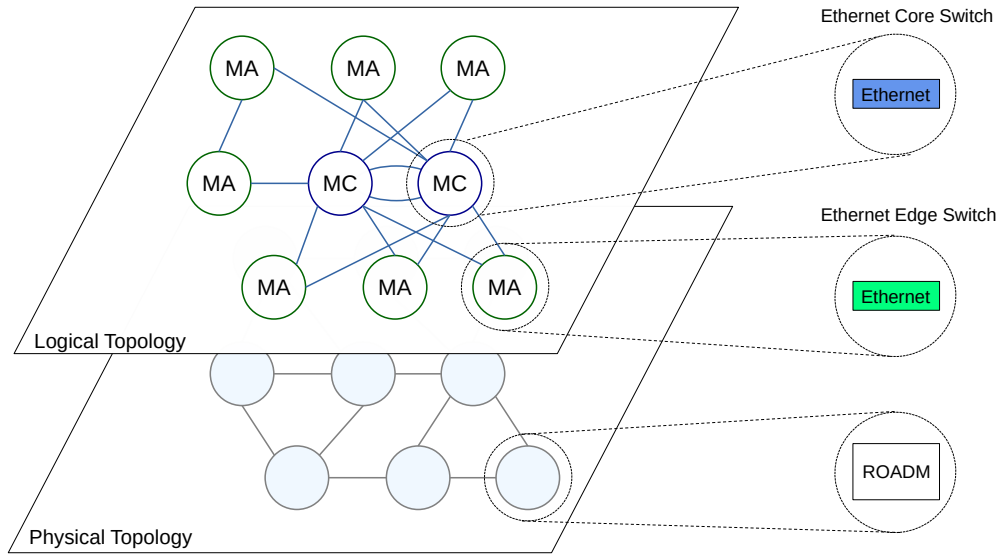 Ethernet Core Switch
MA
MA
MA
Ethernet
MA
MC
MC
Ethernet Edge Switch
MA
MA
MA
Ethernet
Logical Topology
ROADM
Physical Topology